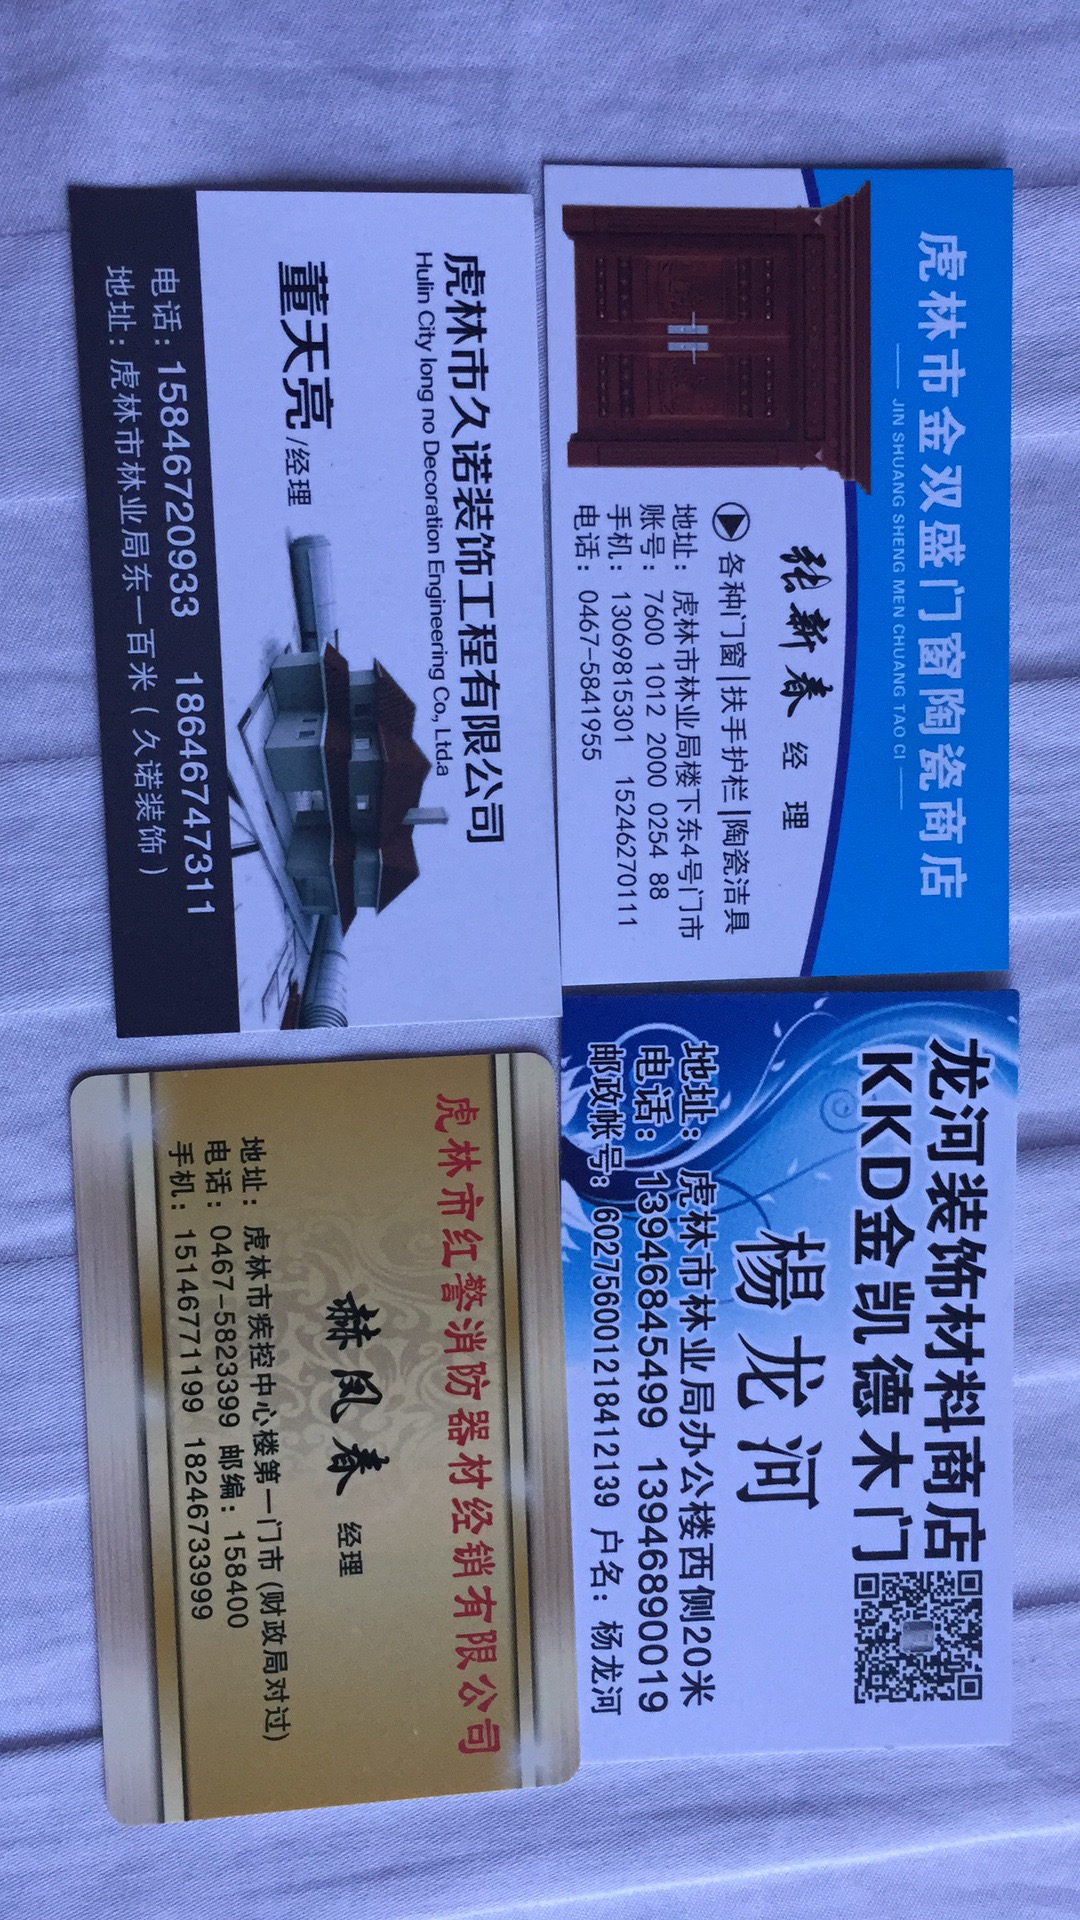 虎林市金双盛门窗陶瓷商店
JIN SHUANG SHENG MEN CHUANG TAO CI
张新春 经理
各种门窗|扶手护栏|陶瓷洁具
地址：虎林市林业局楼下东4号门市
账号：7600 1012 2000 0254 88
手机：13069815301 15246270111
电话：0467-5841955
龙河装饰材料商店
KKD金凯德木门
楊龙河
地址：虎林市林业局办公楼西侧20米
电话：13946845499 13946890019
邮政帐号：602756001218412139 户名：杨龙河
虎林市久诺装饰工程有限公司
Hulin City long no Decoration Engineering Co., Ltd.a
董天亮/经理
电话：15846720933 18646747311
地址：虎林市林业局东一百米（久诺装饰）
虎林市红警消防器材经销有限公司
赫凤春 经理
地址：虎林市疾控中心楼第一门市(财政局对过)
电话：0467-5823399 邮编：158400
手机：15146771199 18246733999